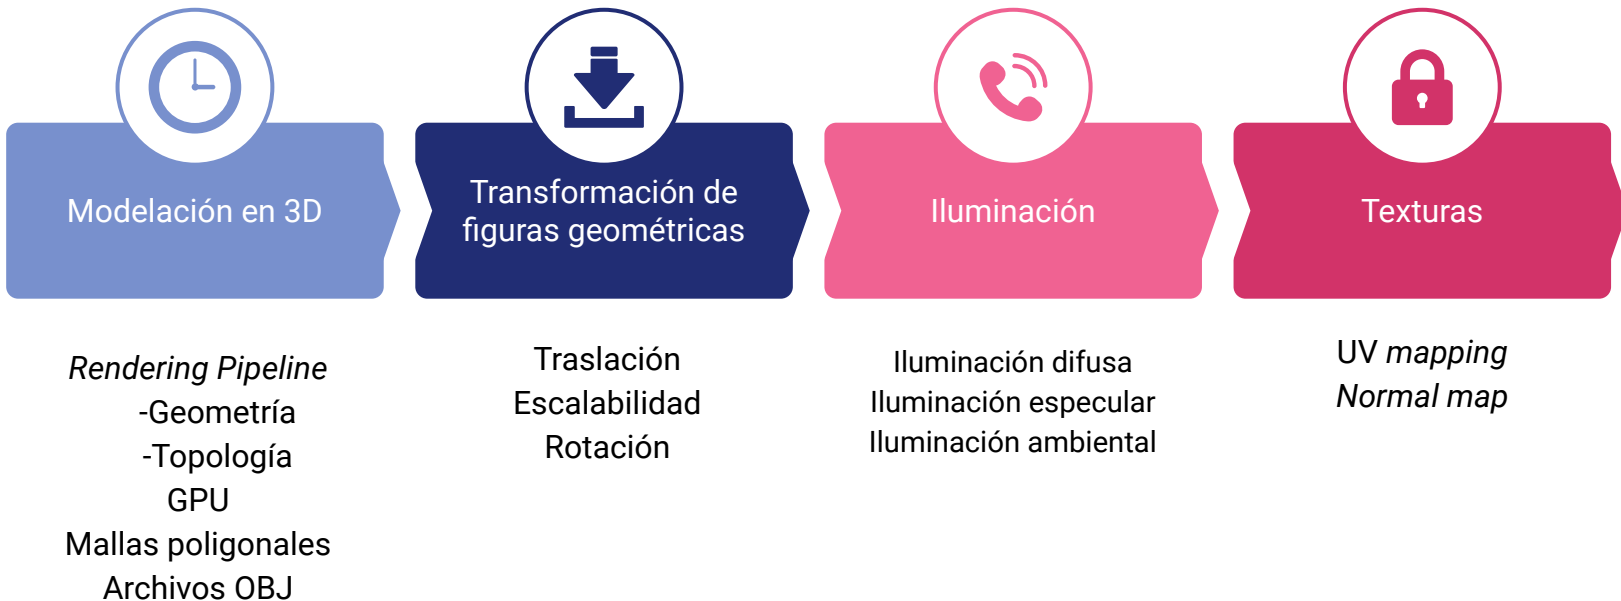 Modelación en 3D
Transformación de
figuras geométricas
Iluminación
Texturas
Rendering Pipeline
-Geometría
-Topología
GPU
Mallas poligonales
Archivos OBJ
Traslación
Escalabilidad
Rotación
Iluminación difusa
Iluminación especular
Iluminación ambiental
UV mapping
Normal map